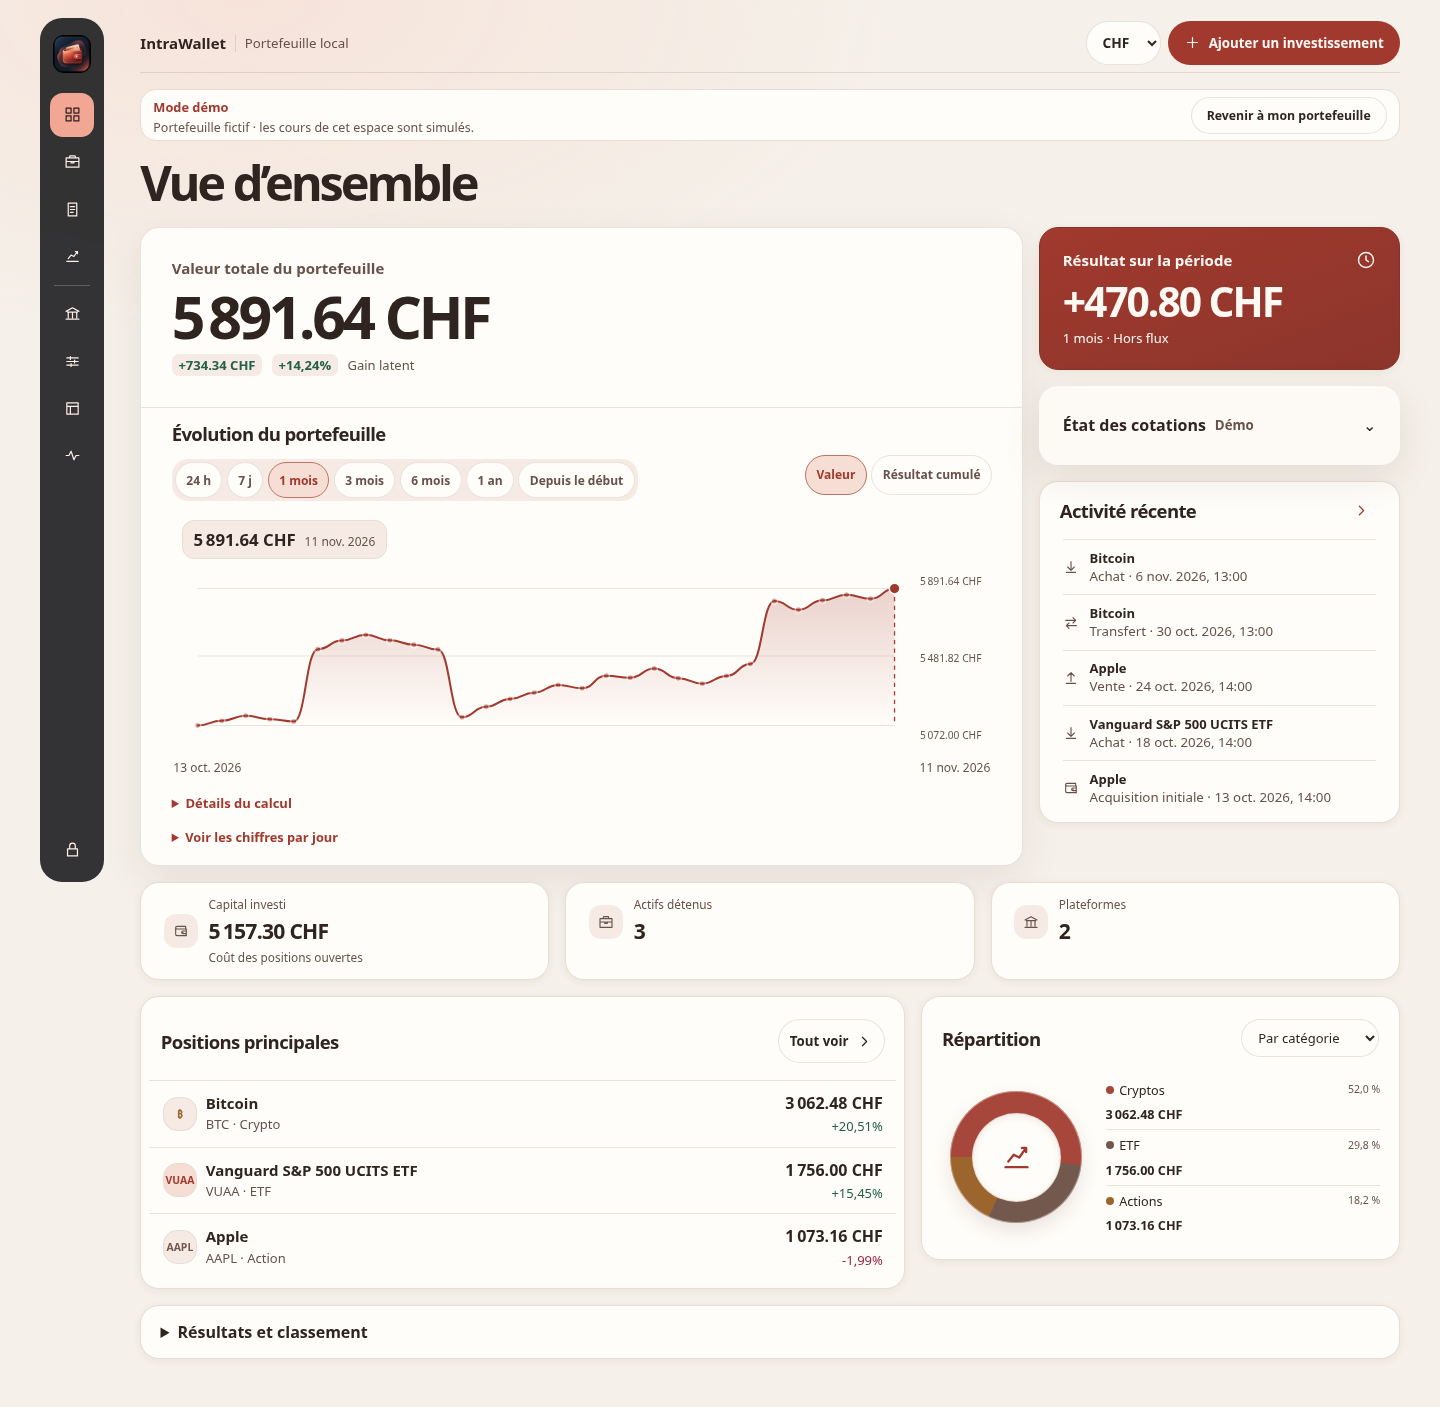 IntraWallet
Portefeuille local
CHF
Ajouter un investissement
Mode démo
Portefeuille fictif · les cours de cet espace sont simulés.
Revenir à mon portefeuille
Vue d’ensemble
Valeur totale du portefeuille
5 891.64 CHF
+734.34 CHF
+14,24%
Gain latent
Évolution du portefeuille
24 h
7 j
1 mois
3 mois
6 mois
1 an
Depuis le début
Valeur
Résultat cumulé
5 891.64 CHF 11 nov. 2026
5 891.64 CHF
5 481.82 CHF
5 072.00 CHF
13 oct. 2026
11 nov. 2026
Détails du calcul
Voir les chiffres par jour
Résultat sur la période
+470.80 CHF
1 mois · Hors flux
État des cotations Démo
Activité récente
Bitcoin
Achat · 6 nov. 2026, 13:00
Bitcoin
Transfert · 30 oct. 2026, 13:00
Apple
Vente · 24 oct. 2026, 14:00
Vanguard S&P 500 UCITS ETF
Achat · 18 oct. 2026, 14:00
Apple
Acquisition initiale · 13 oct. 2026, 14:00
Capital investi
5 157.30 CHF
Coût des positions ouvertes
Actifs détenus
3
Plateformes
2
Positions principales
Tout voir
₿
Bitcoin
BTC · Crypto
3 062.48 CHF
+20,51%
VUAA
Vanguard S&P 500 UCITS ETF
VUAA · ETF
1 756.00 CHF
+15,45%
AAPL
Apple
AAPL · Action
1 073.16 CHF
-1,99%
Répartition
Par catégorie
Cryptos
52,0 %
3 062.48 CHF
ETF
29,8 %
1 756.00 CHF
Actions
18,2 %
1 073.16 CHF
Résultats et classement